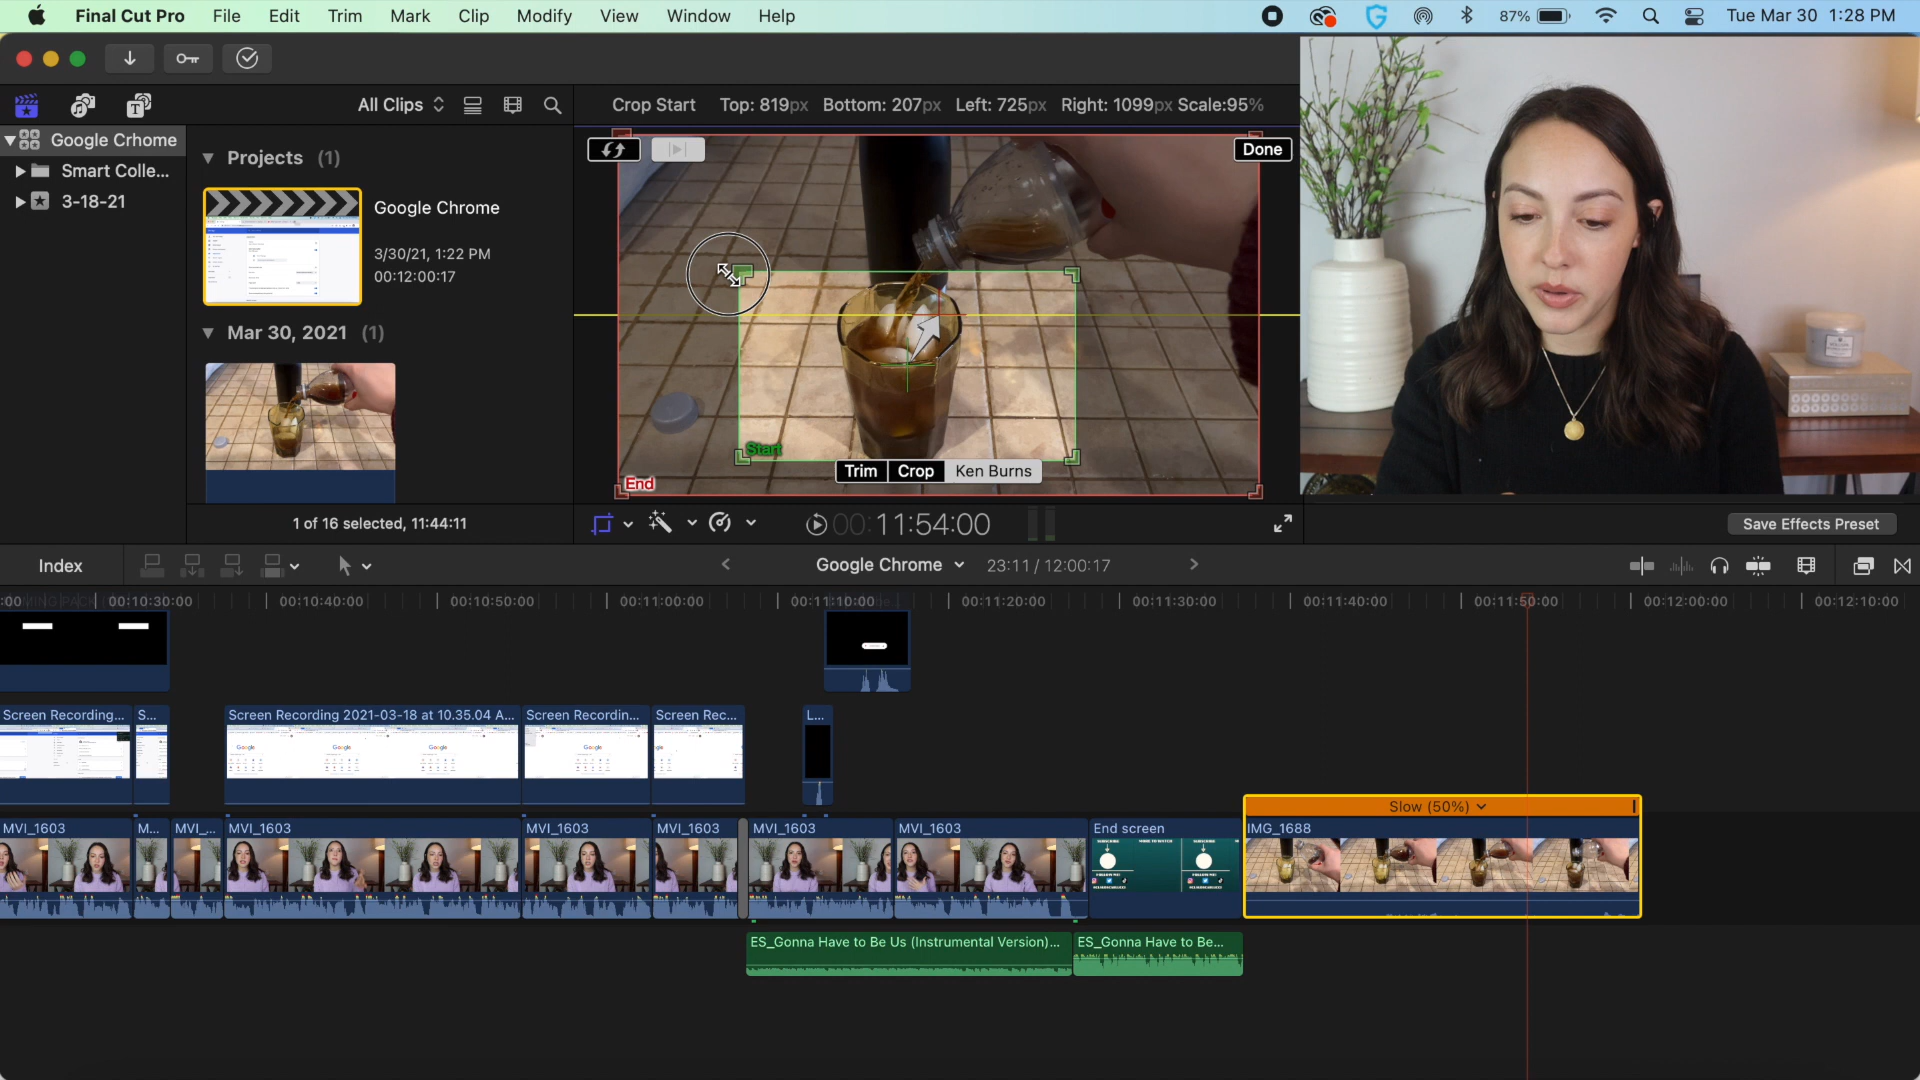 Final Cut Pro File Edit Trim Mark Clip Modify View Window Help 87% Tue Mar 30 1:28 PM
All Clips
Crop Start Top: 819px Bottom: 207px Left: 725px Right: 1099px Scale:95%
Google Crhome
Smart Colle...
3-18-21
Projects (1)
Google Chrome
3/30/21, 1:22 PM
00:12:00:17
Mar 30, 2021 (1)
1 of 16 selected, 11:44:11
Done
Start
End
Trim Crop Ken Burns
00:11:54:00
Save Effects Preset
Index
Google Chrome 23:11 / 12:00:17
:00 00:10:30:00 00:10:40:00 00:10:50:00 00:11:00:00 00:11:10:00 00:11:20:00 00:11:30:00 00:11:40:00 00:11:50:00 00:12:00:00 00:12:10:00
Screen Recording... S... Screen Recording 2021-03-18 at 10.35.04 A... Screen Recordin... Screen Rec... L...
Google Google Google Google
Slow (50%)
MVI_1603 M... MVI_... MVI_1603 MVI_1603 MVI_1603 MVI_1603 MVI_1603 End screen IMG_1688
ES_Gonna Have to Be Us (Instrumental Version)... ES_Gonna Have to Be...